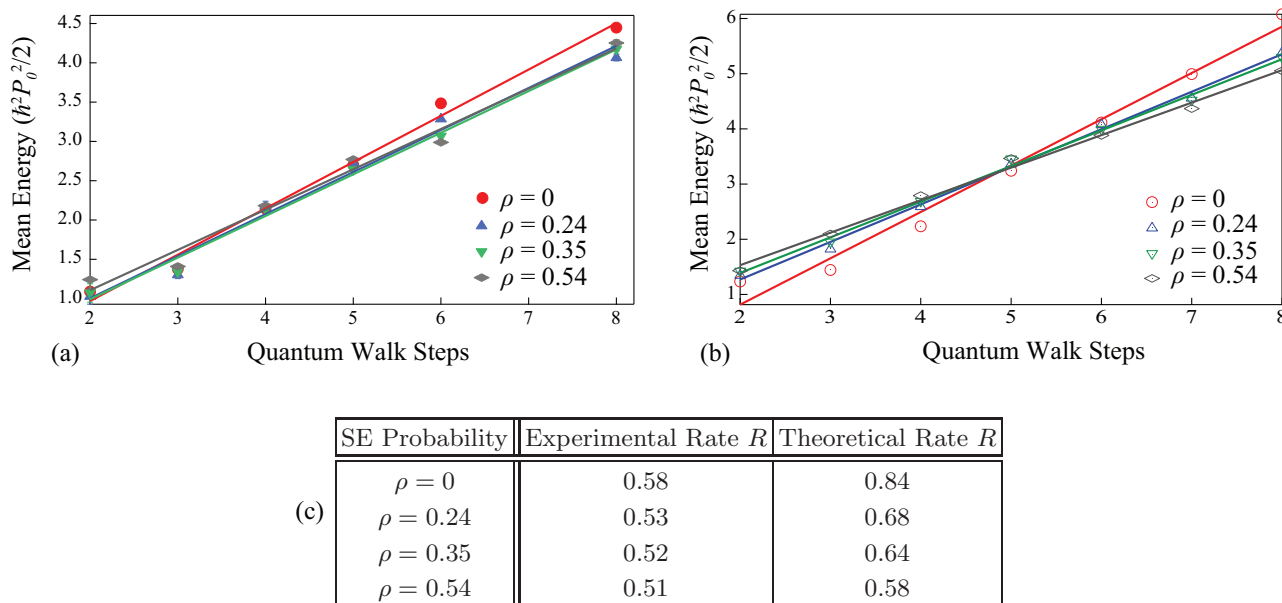 Mean Energy (ℏ²P₀²/2)
4.5
4.0
3.5
3.0
2.5
2.0
1.5
1.0
2 3 4 5 6 7 8
ρ = 0
ρ = 0.24
ρ = 0.35
ρ = 0.54
(a) Quantum Walk Steps
Mean Energy (ℏ²P₀²/2)
6
5
4
3
2
1
2 3 4 5 6 7 8
ρ = 0
ρ = 0.24
ρ = 0.35
ρ = 0.54
(b) Quantum Walk Steps
(c)
SE Probability Experimental Rate R Theoretical Rate R
ρ = 0 0.58 0.84
ρ = 0.24 0.53 0.68
ρ = 0.35 0.52 0.64
ρ = 0.54 0.51 0.58